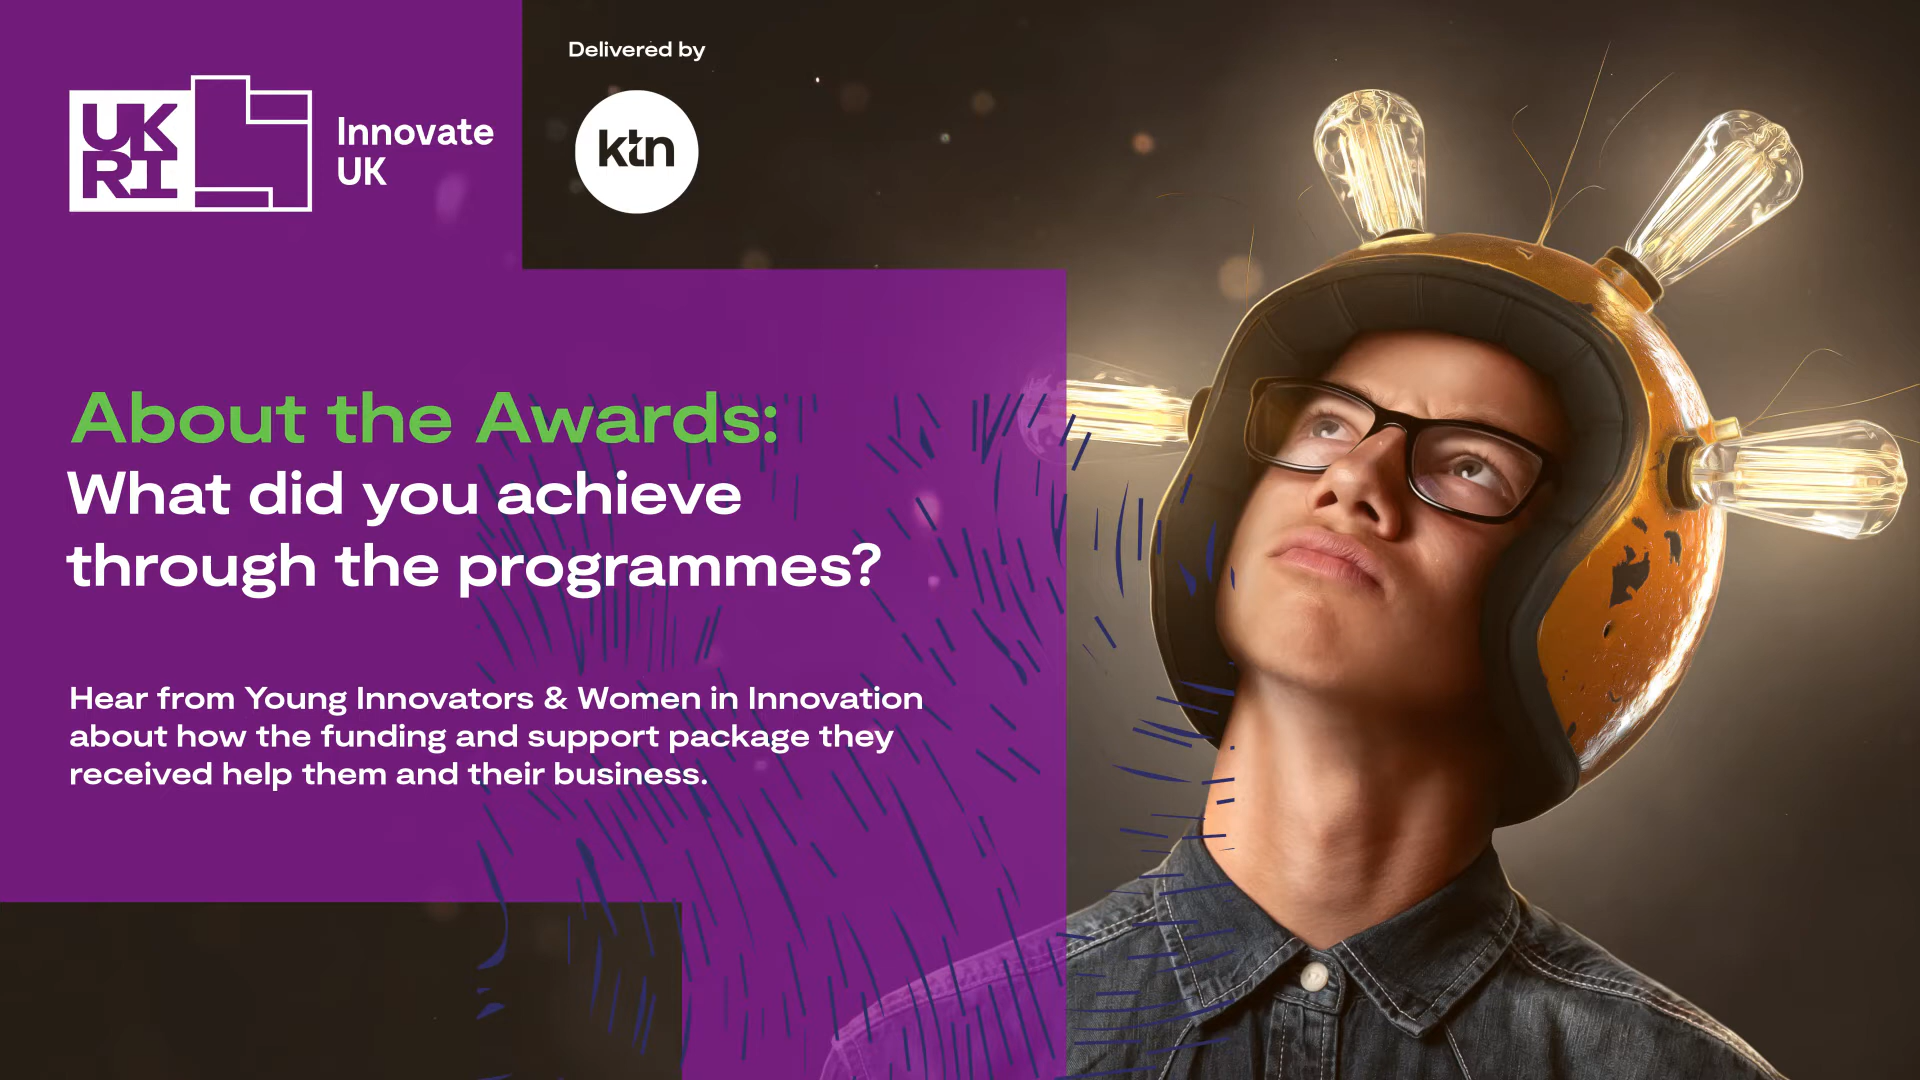 UK
RI
Innovate
UK
Delivered by
ktn
About the Awards:
What did you achieve
through the programmes?
Hear from Young Innovators & Women in Innovation
about how the funding and support package they
received help them and their business.